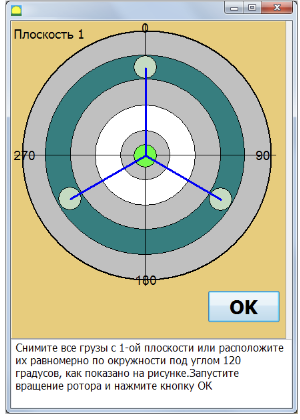 Плоскость 1
0
270
90
180
OK
Снимите все грузы с 1-ой плоскости или расположите
их равномерно по окружности под углом 120
градусов, как показано на рисунке.Запустите
вращение ротора и нажмите кнопку ОК